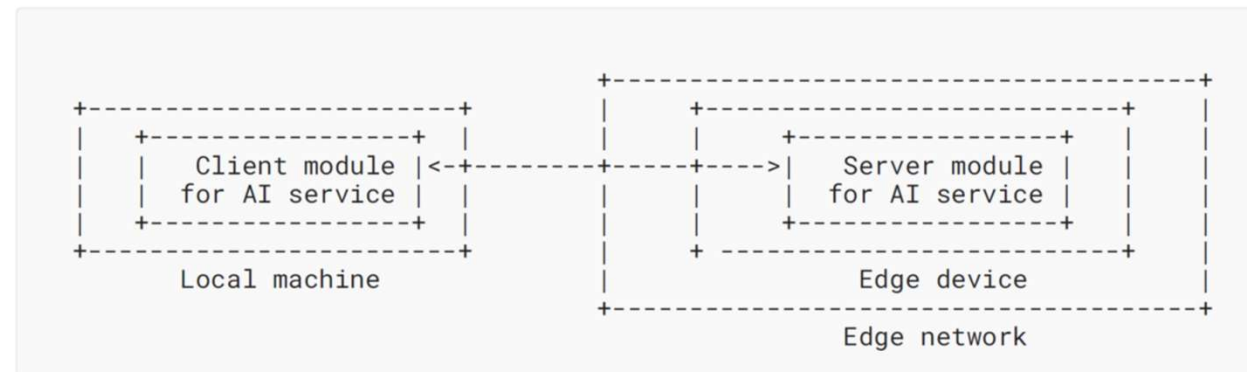 Client module
for AI service
Server module
for AI service
Local machine
Edge device
Edge network